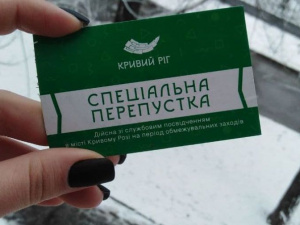 КРИВИЙ РІГ
СПЕЦІАЛЬНА
ПЕРЕПУСТКА
Дійсна зі службовим посвідченням
в місті Кривому Розі на період обмежувальних заходів